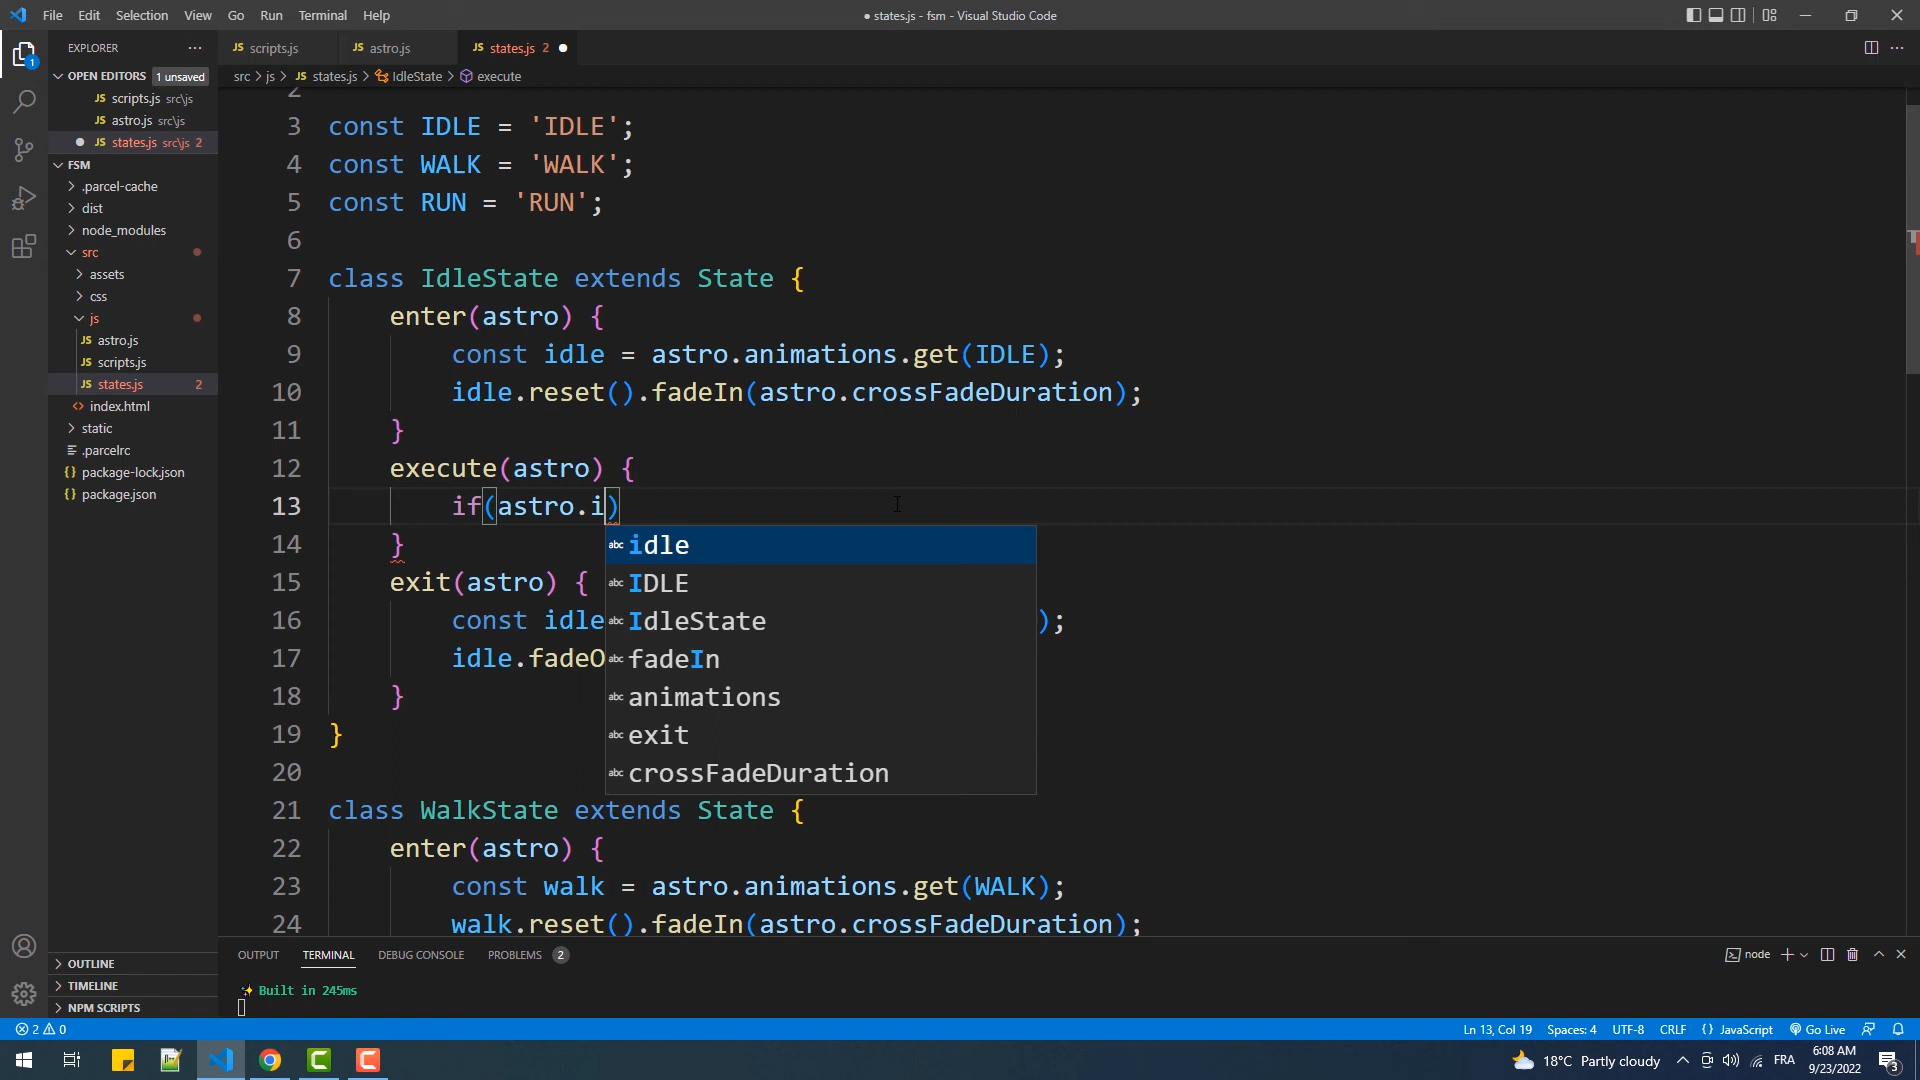 File Edit Selection View Go Run Terminal Help
● states.js - fsm - Visual Studio Code
EXPLORER
OPEN EDITORS 1 unsaved
JS scripts.js src\js
JS astro.js src\js
● JS states.js src\js 2
FSM
.parcel-cache
dist
node_modules
src
assets
css
js
JS astro.js
JS scripts.js
JS states.js 2
<> index.html
static
.parcelrc
{} package-lock.json
{} package.json
OUTLINE
TIMELINE
NPM SCRIPTS
JS scripts.js JS astro.js JS states.js 2 ●
src > js > JS states.js > IdleState > execute
2
3 const IDLE = 'IDLE';
4 const WALK = 'WALK';
5 const RUN = 'RUN';
6
7 class IdleState extends State {
8 enter(astro) {
9 const idle = astro.animations.get(IDLE);
10 idle.reset().fadeIn(astro.crossFadeDuration);
11 }
12 execute(astro) {
13 if(astro.i)
14 }
15 exit(astro) {
16 const idle );
17 idle.fadeO
18 }
19 }
20
21 class WalkState extends State {
22 enter(astro) {
23 const walk = astro.animations.get(WALK);
24 walk.reset().fadeIn(astro.crossFadeDuration);
abc idle
abc IDLE
abc IdleState
abc fadeIn
abc animations
abc exit
abc crossFadeDuration
OUTPUT TERMINAL DEBUG CONSOLE PROBLEMS 2
node
✨ Built in 245ms
2 0
Ln 13, Col 19 Spaces: 4 UTF-8 CRLF {} JavaScript Go Live
18°C Partly cloudy FRA 6:08 AM
9/23/2022 3